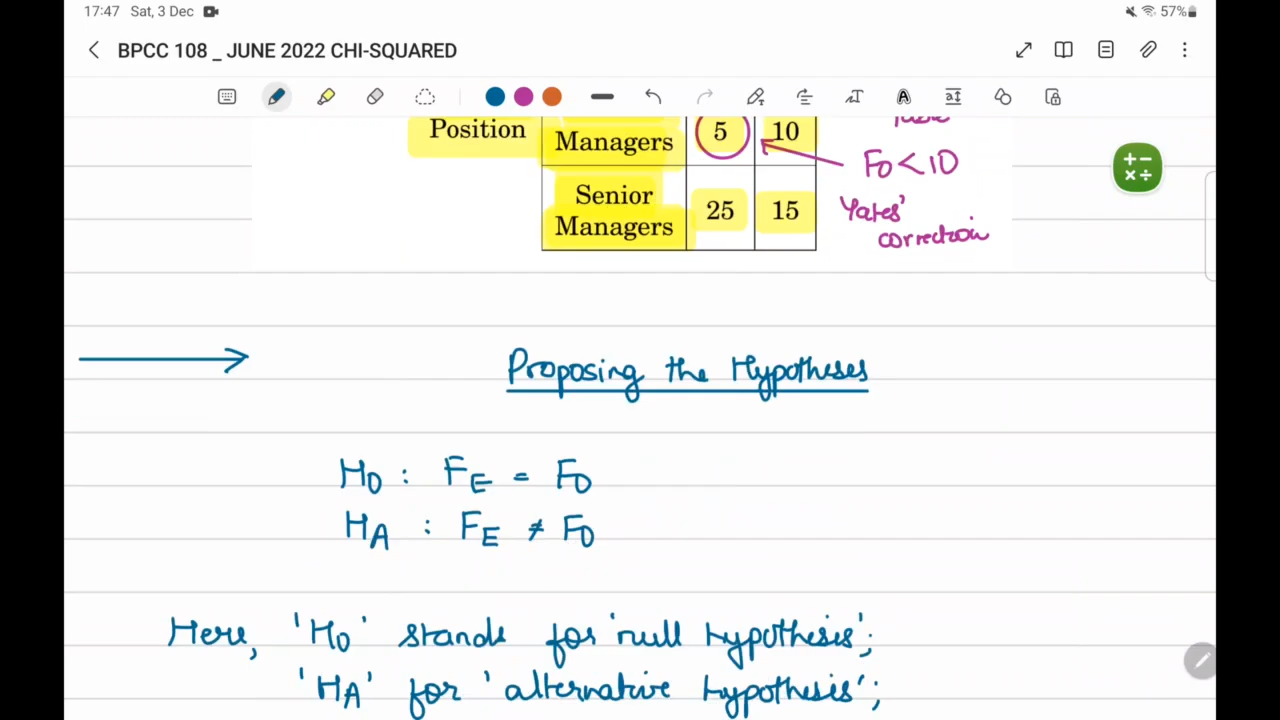 17:47 Sat, 3 Dec 57%
BPCC 108 _ JUNE 2022 CHI-SQUARED
Position Managers 5 10
Fo < 10
Senior
Managers 25 15
Yates'
correction
Proposing the Hypotheses
H0 : FE = FO
HA : FE ≠ FO
Here, 'H0' stands for 'null hypothesis';
'HA' for 'alternative hypothesis';